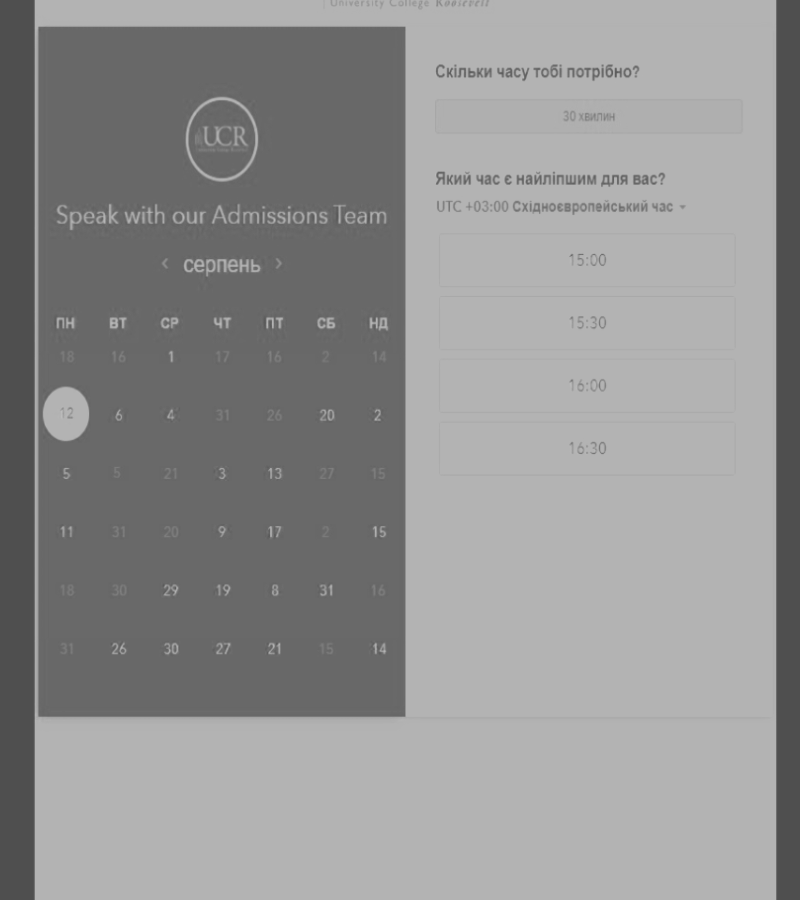 University College Roosevelt
UCR
Speak with our Admissions Team
‹ серпень ›
ПН ВТ СР ЧТ ПТ СБ НД
18 16 1 17 16 2 14
12 6 4 31 26 20 2
5 5 21 3 13 27 15
11 31 20 9 17 2 15
18 30 29 19 8 31 16
31 26 30 27 21 15 14
Скільки часу тобі потрібно?
30 хвилин
Який час є найліпшим для вас?
UTC +03:00 Східноєвропейський час
15:00
15:30
16:00
16:30